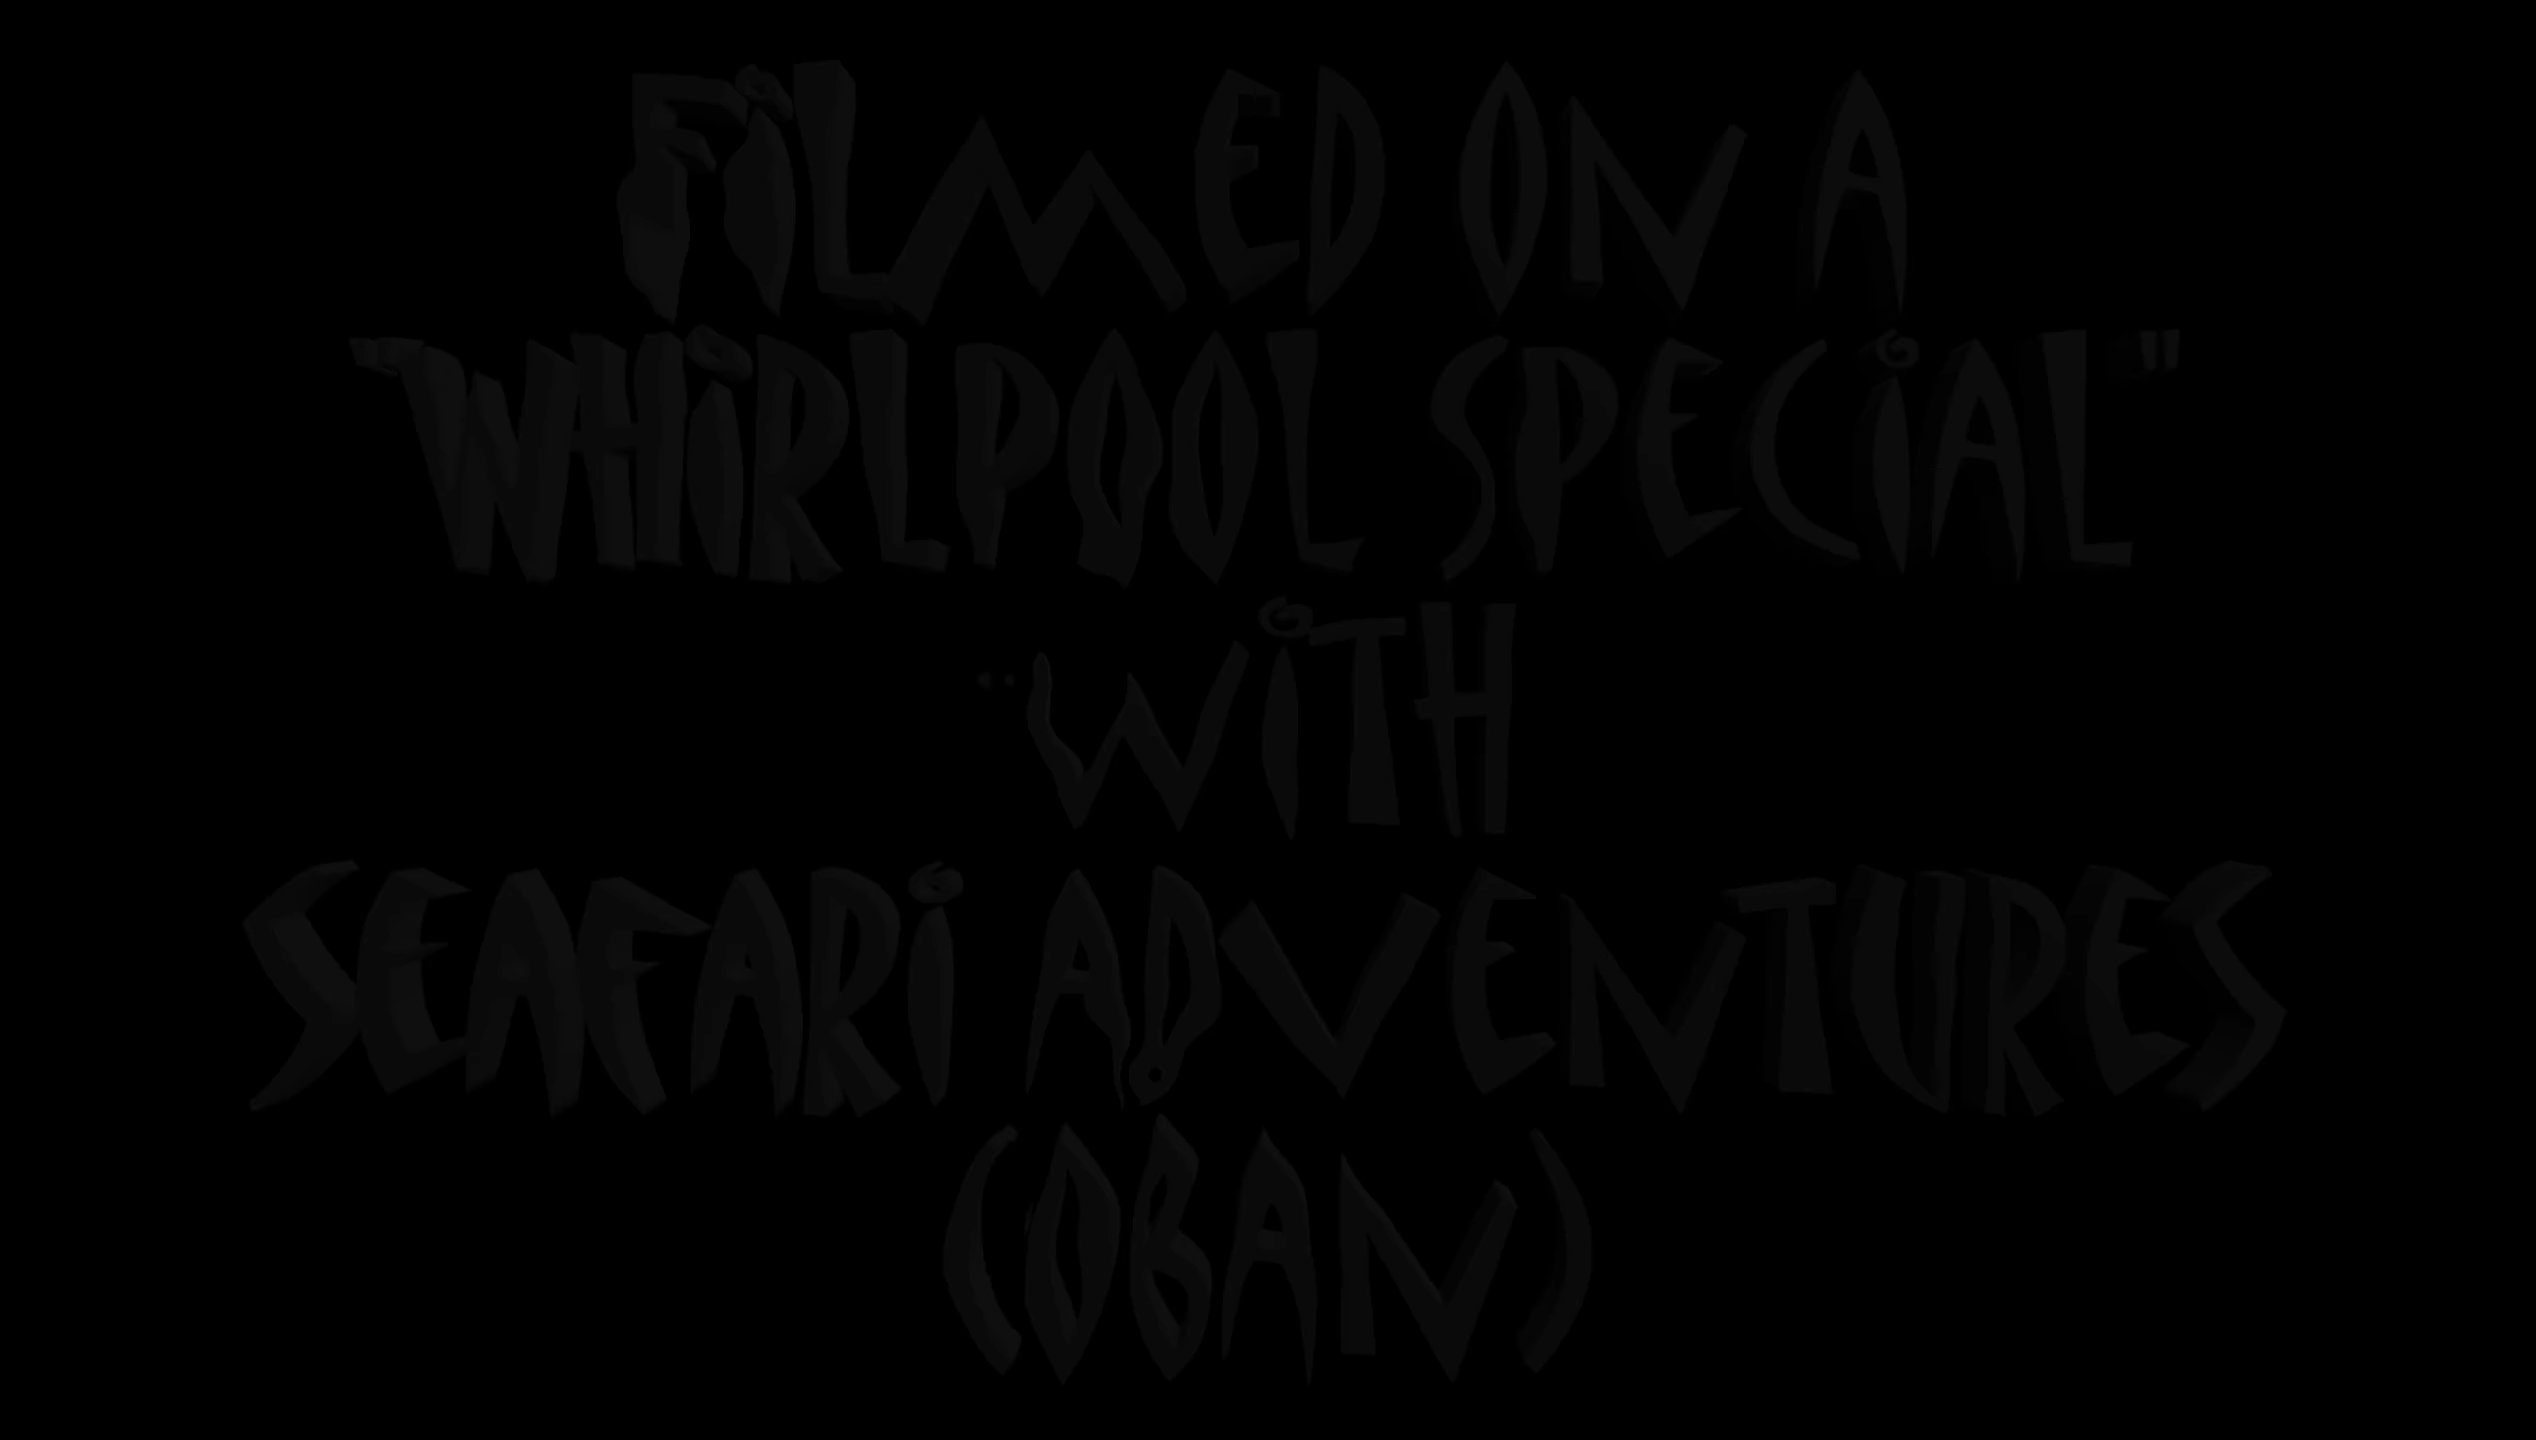 FiLMED ON A
"WHiRLPOOL SPECiAL"
¨WiTH
SEAFARi ADVENTURES
(OBAN)